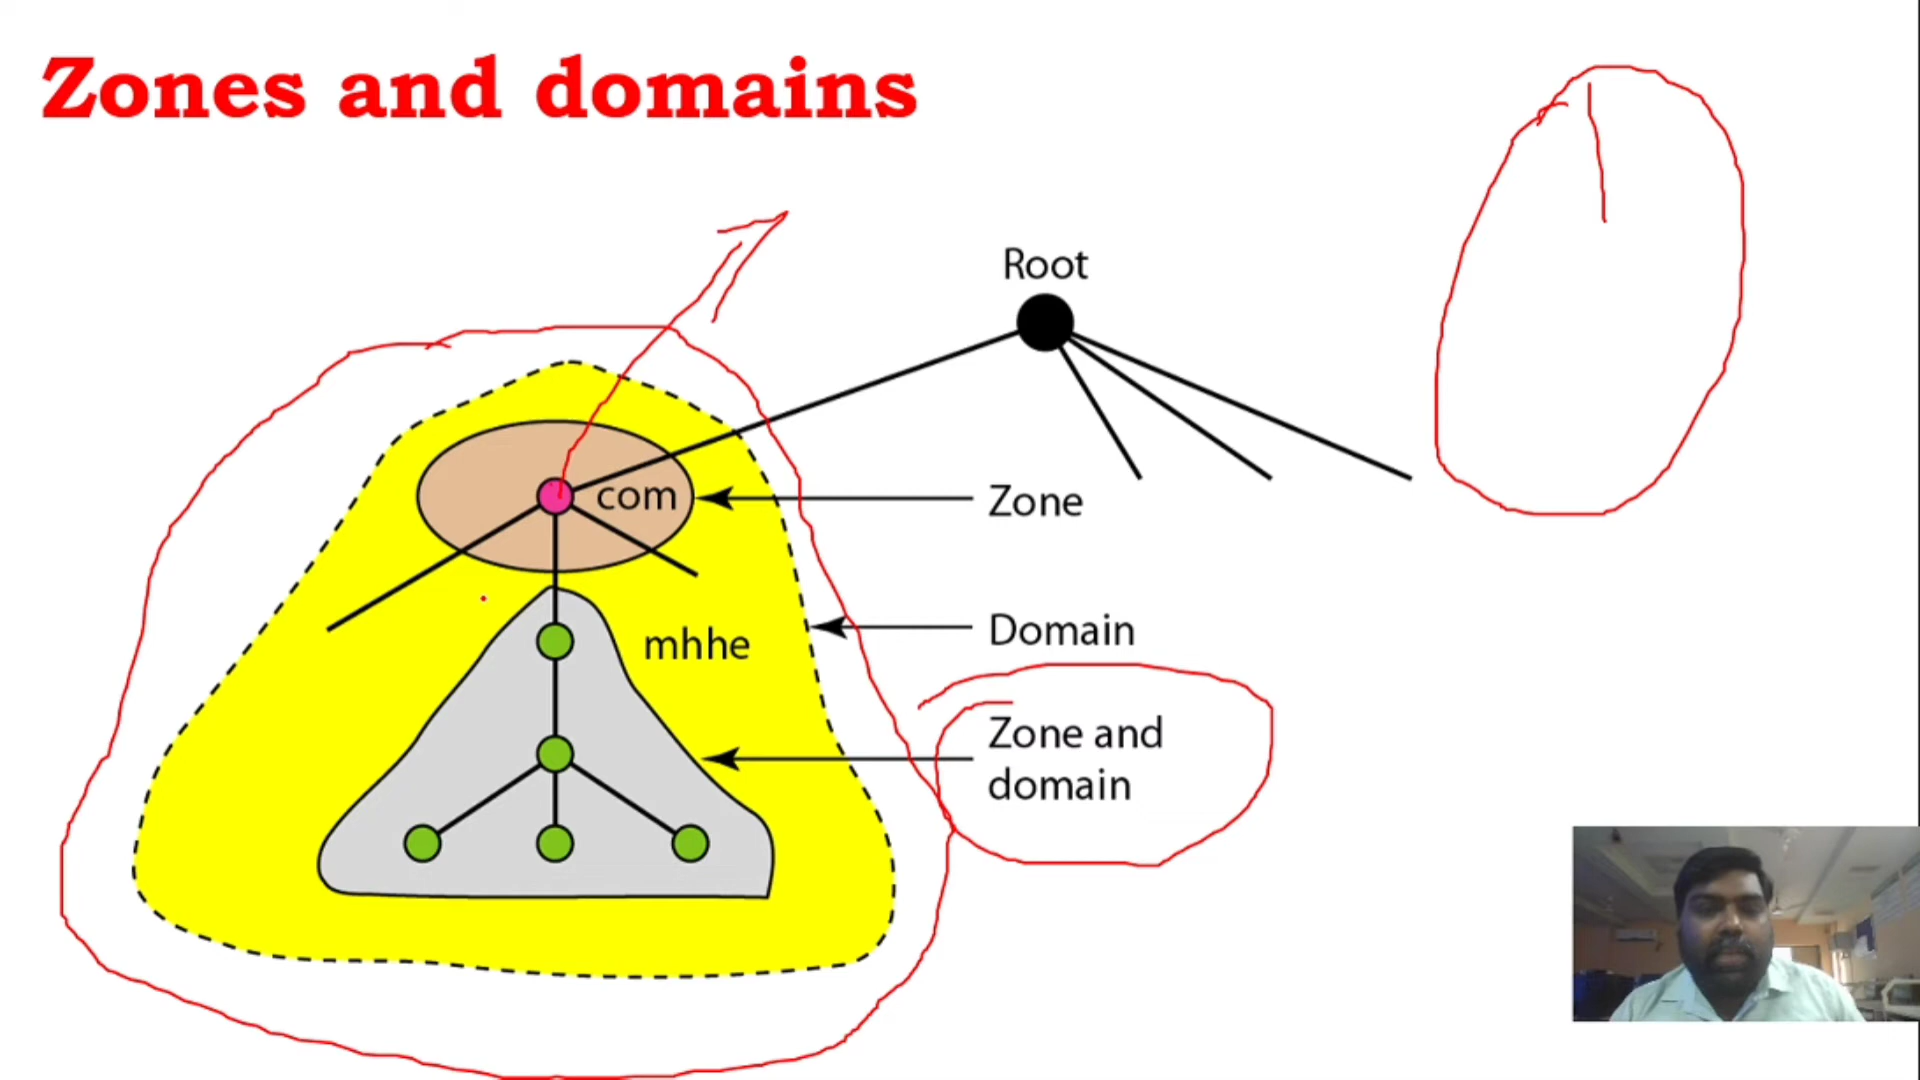 Zones and domains
Root
com
Zone
Domain
mhhe
Zone and
domain